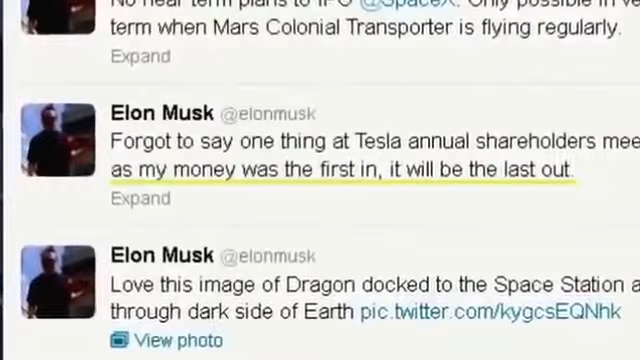 No near term plans to IPO @SpaceX. Only possible in ve
term when Mars Colonial Transporter is flying regularly.
Expand
Elon Musk @elonmusk
Forgot to say one thing at Tesla annual shareholders mee
as my money was the first in, it will be the last out.
Expand
Elon Musk @elonmusk
Love this image of Dragon docked to the Space Station a
through dark side of Earth pic.twitter.com/kygcsEQNhk
View photo